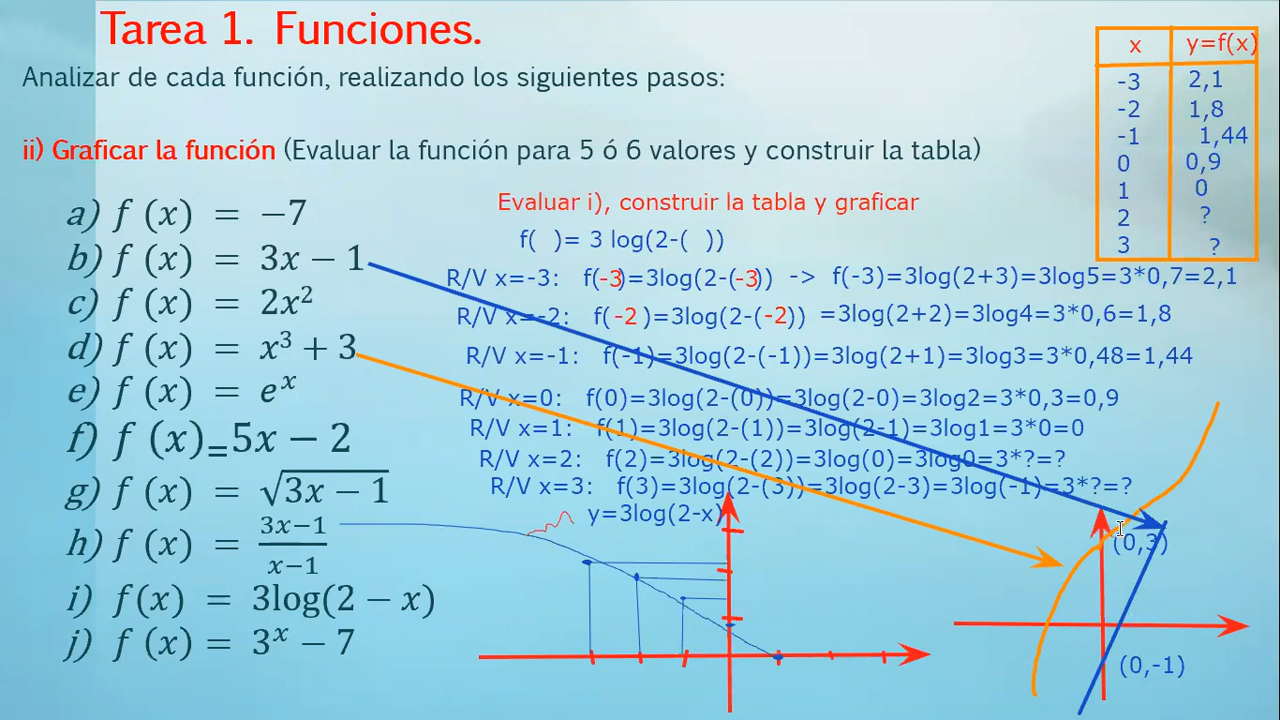 Tarea 1. Funciones.
Analizar de cada función, realizando los siguientes pasos:
ii) Graficar la función (Evaluar la función para 5 ó 6 valores y construir la tabla)
a) f (x) = −7
b) f (x) = 3x − 1
c) f (x) = 2x²
d) f (x) = x³ + 3
e) f (x) = eˣ
f) f (x)=5x − 2
g) f (x) = √3x − 1
h) f (x) = 3x−1
x−1
i) f(x) = 3log(2 − x)
j) f (x) = 3ˣ − 7
Evaluar i), construir la tabla y graficar
f( )= 3 log(2-( ))
R/V x=-3: f(-3)=3log(2-(-3)) -> f(-3)=3log(2+3)=3log5=3*0,7=2,1
R/V x=-2: f(-2 )=3log(2-(-2)) =3log(2+2)=3log4=3*0,6=1,8
R/V x=-1: f(-1)=3log(2-(-1))=3log(2+1)=3log3=3*0,48=1,44
R/V x=0: f(0)=3log(2-(0))=3log(2-0)=3log2=3*0,3=0,9
R/V x=1: f(1)=3log(2-(1))=3log(2-1)=3log1=3*0=0
R/V x=2: f(2)=3log(2-(2))=3log(0)=3log0=3*?=?
R/V x=3: f(3)=3log(2-(3))=3log(2-3)=3log(-1)=3*?=?
y=3log(2-x)
x y=f(x)
-3 2,1
-2 1,8
-1 1,44
0 0,9
1 0
2 ?
3 ?
(0,3)
(0,-1)